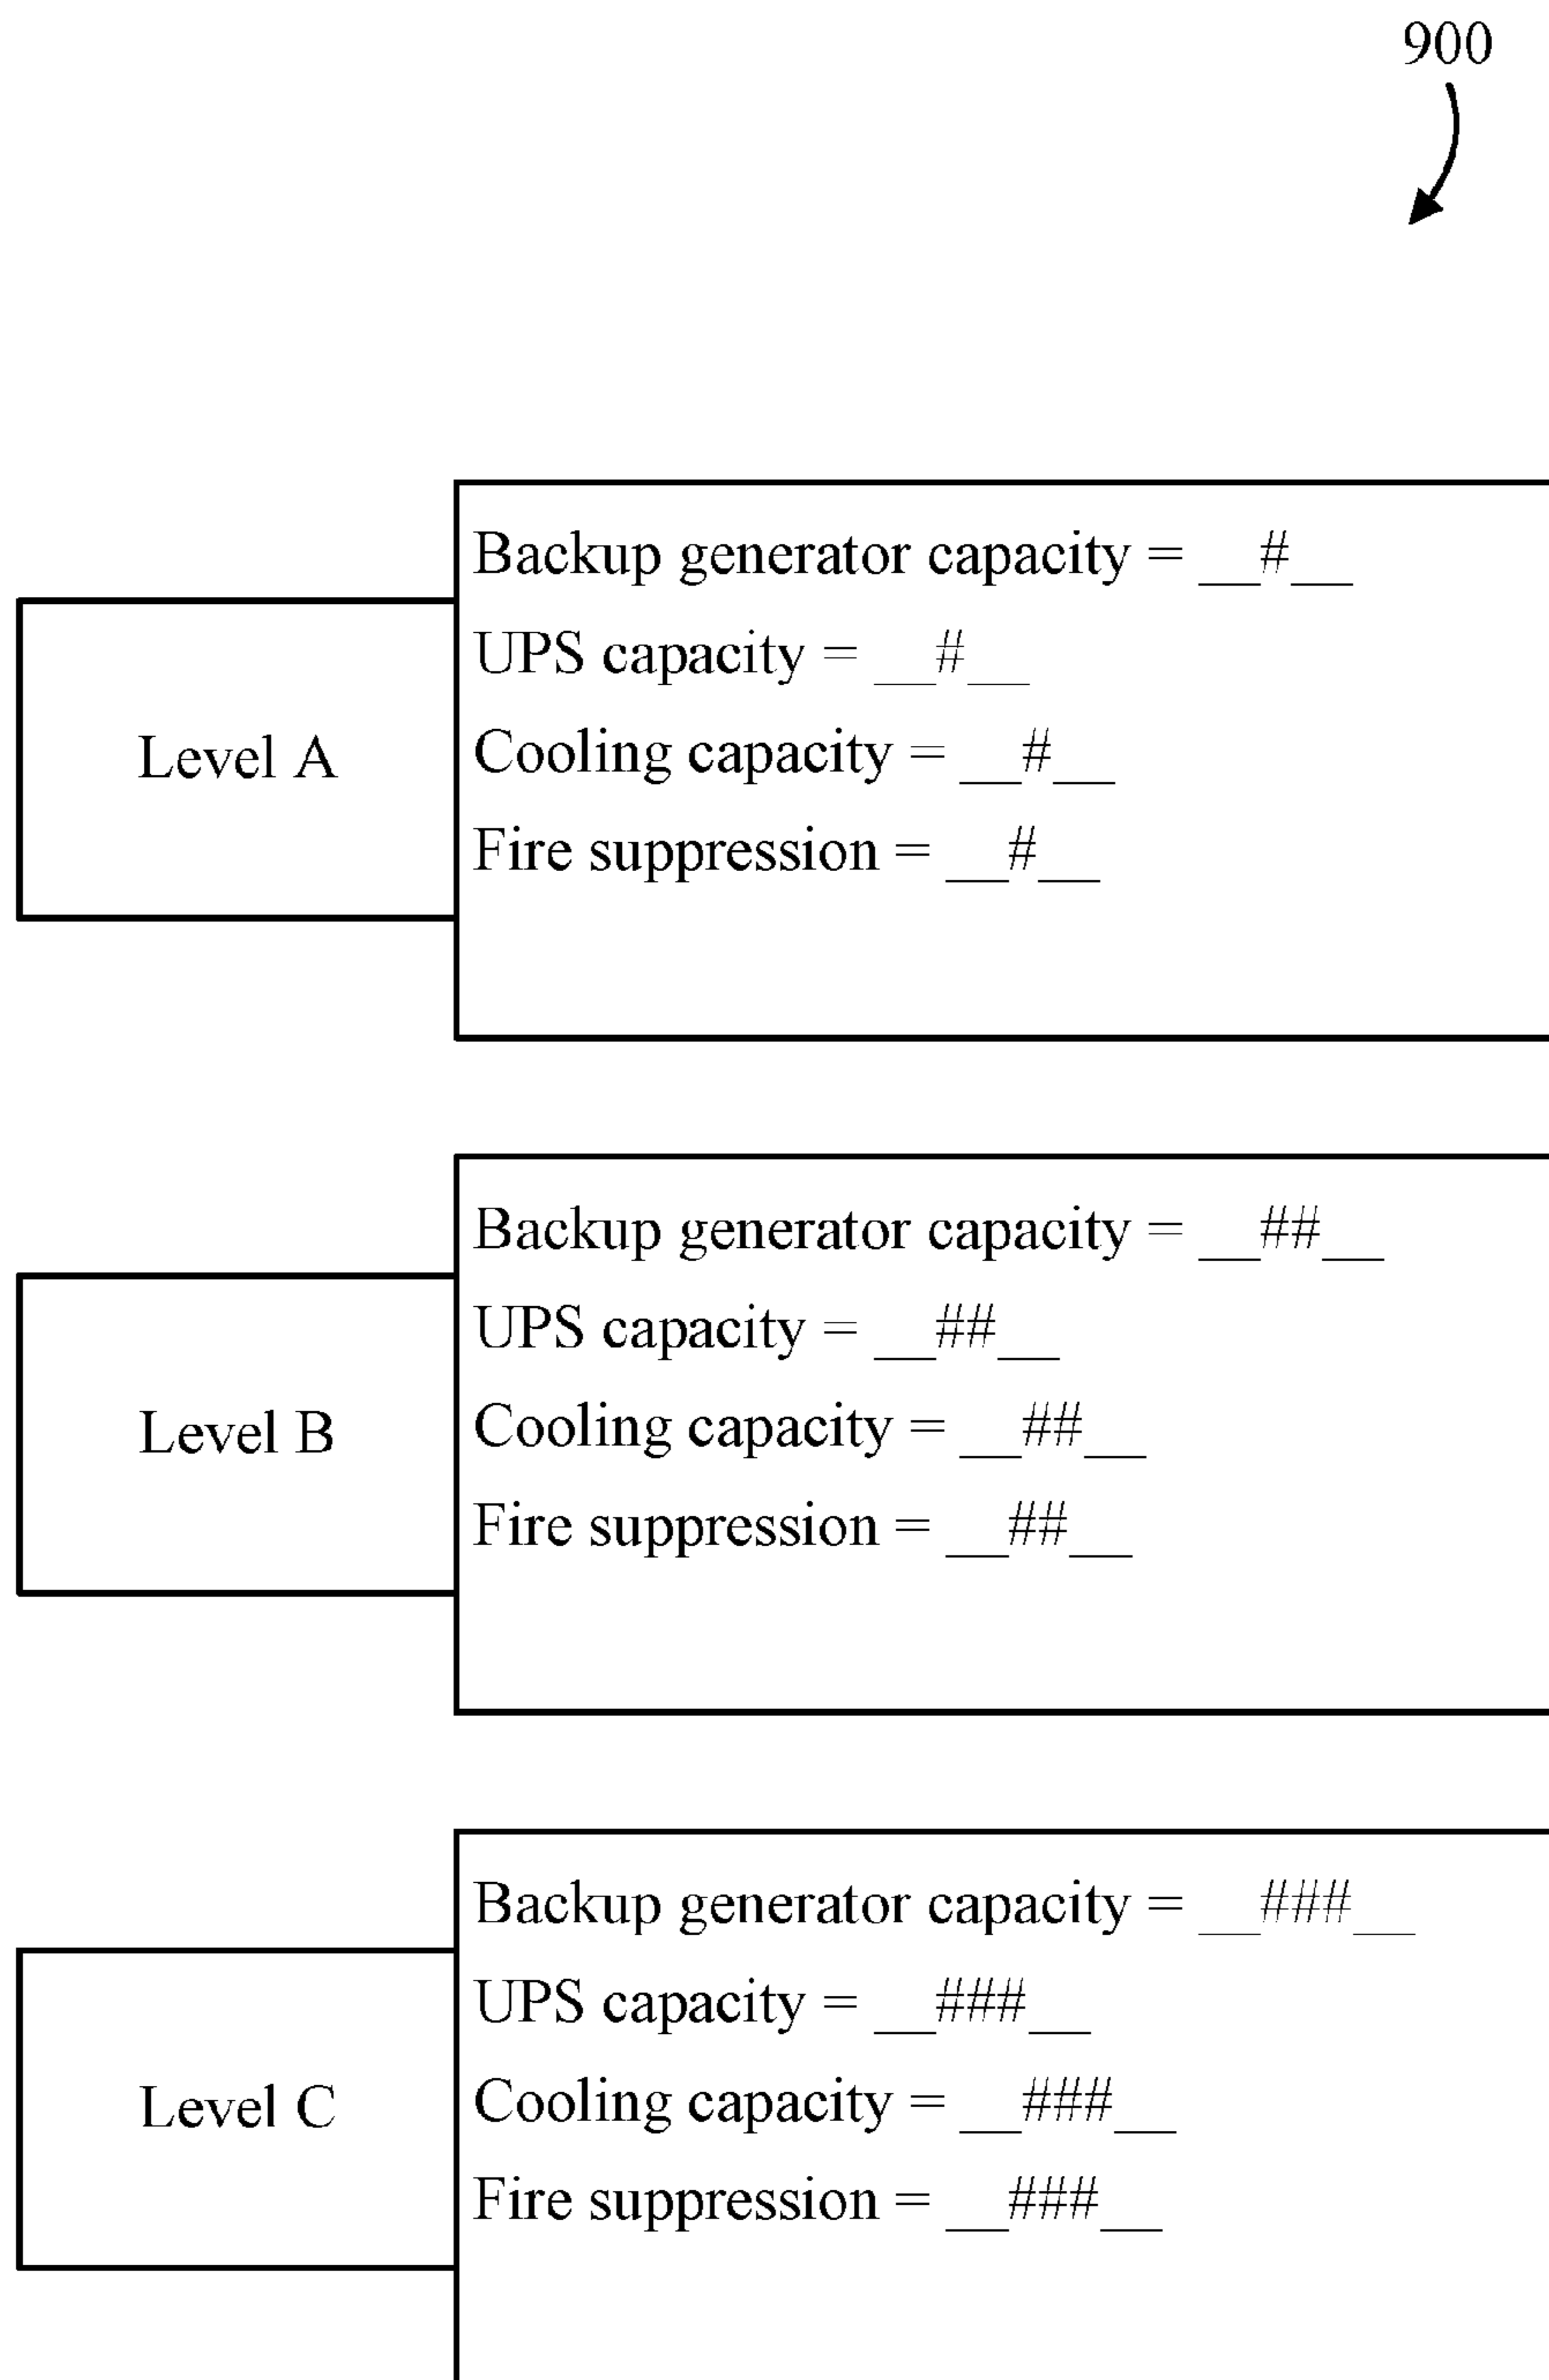 900
Level A
Backup generator capacity = __#__
UPS capacity = __#__
Cooling capacity = __#__
Fire suppression = __#__
Level B
Backup generator capacity = __##__
UPS capacity = __##__
Cooling capacity = __##__
Fire suppression = __##__
Level C
Backup generator capacity = __###__
UPS capacity = __###__
Cooling capacity = __###__
Fire suppression = __###__